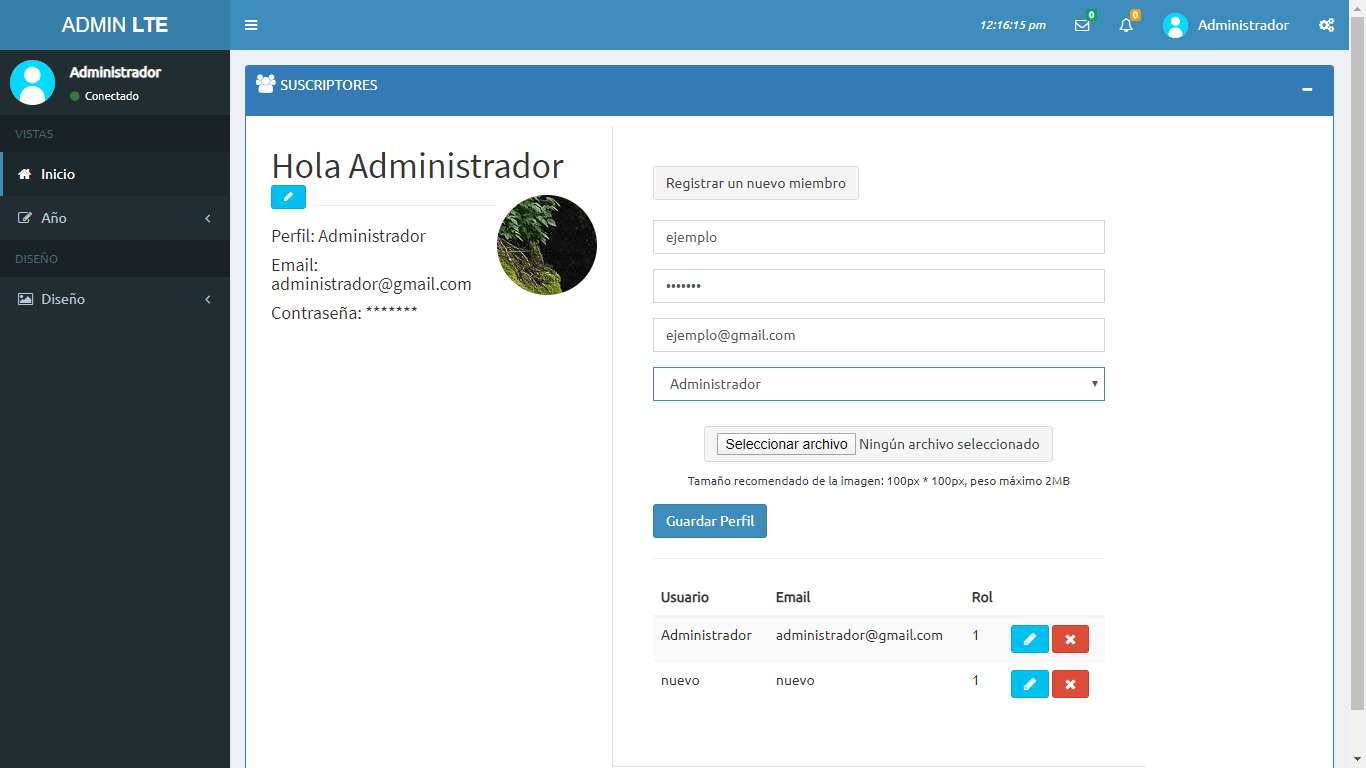 ADMIN LTE
12:16:15 pm
0
0
Administrador
Administrador
Conectado
VISTAS
Inicio
Año
DISEÑO
Diseño
SUSCRIPTORES
Hola Administrador
Perfil: Administrador
Email:
administrador@gmail.com
Contraseña: *******
Registrar un nuevo miembro
ejemplo
•••••••
ejemplo@gmail.com
Administrador
Seleccionar archivo Ningún archivo seleccionado
Tamaño recomendado de la imagen: 100px * 100px, peso máximo 2MB
Guardar Perfil
Usuario Email Rol
Administrador administrador@gmail.com 1
nuevo nuevo 1